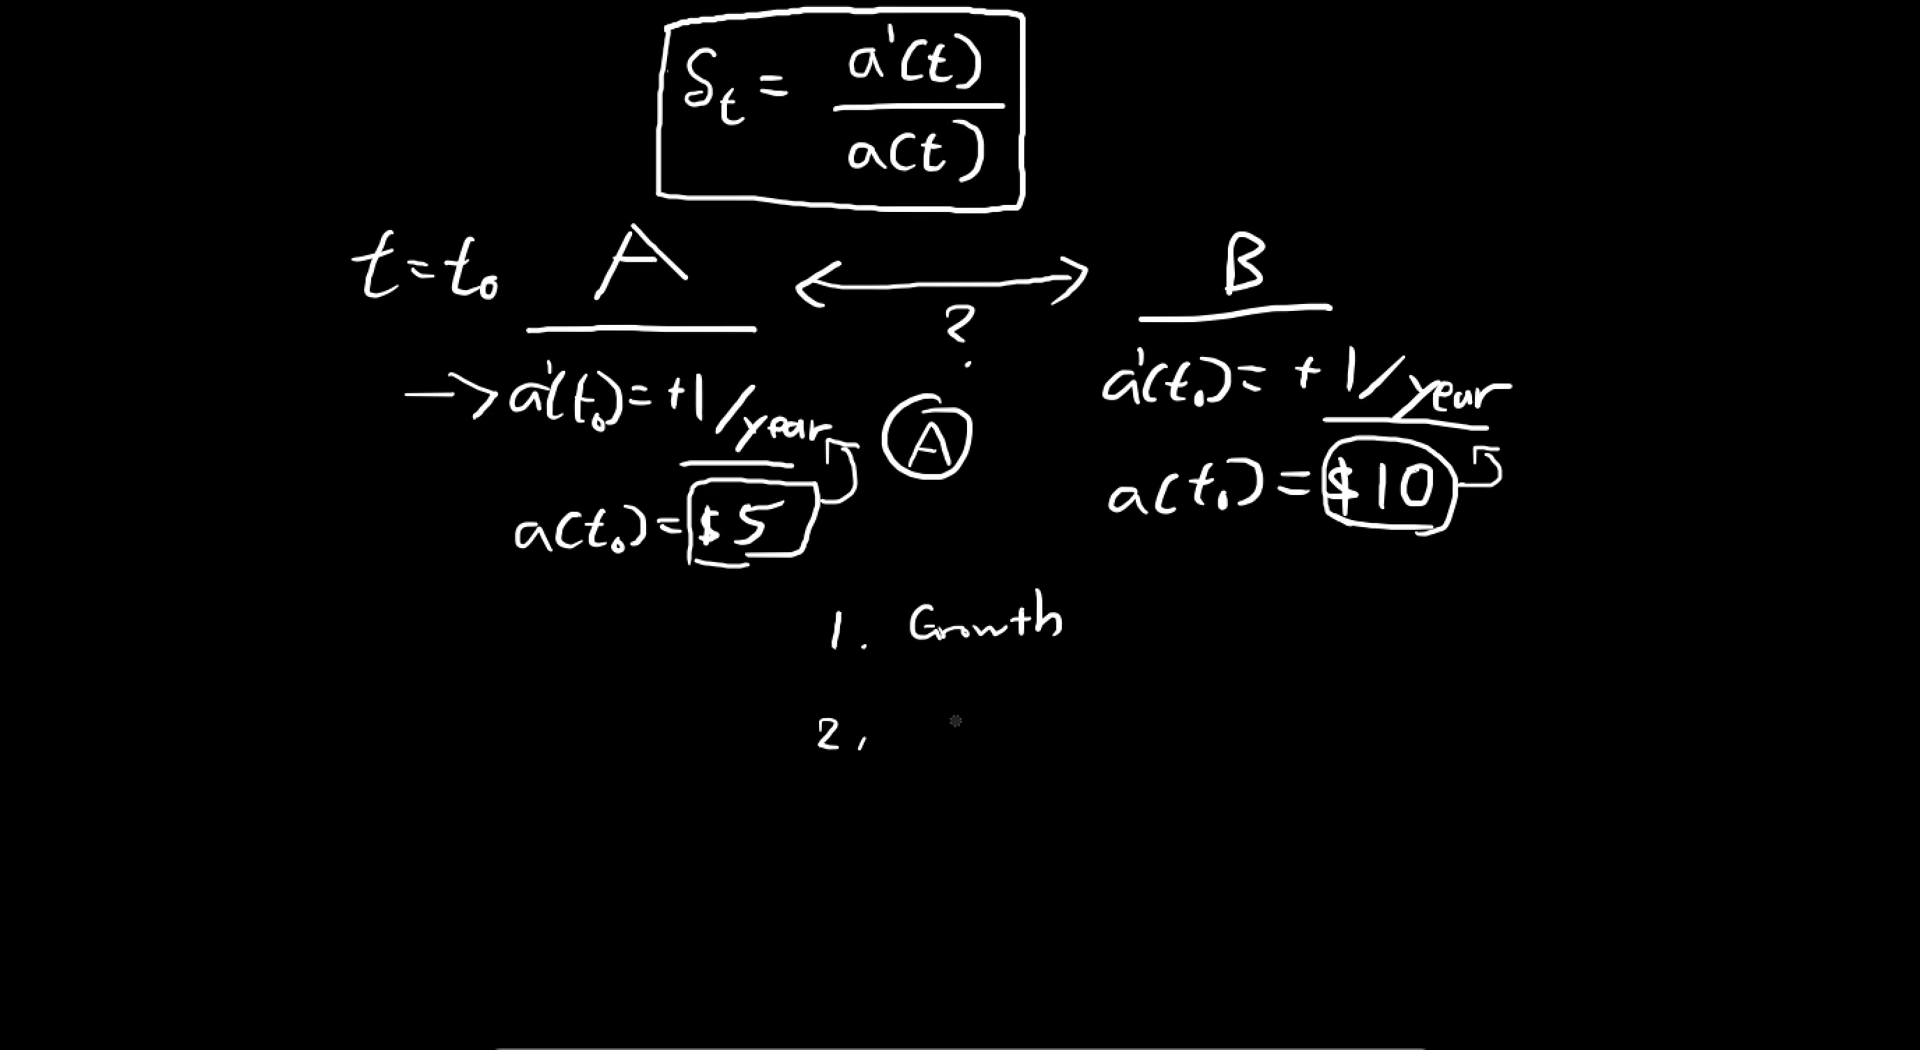 δt = a'(t) / a(t)
t=t₀ A ⟷ B
?
→ a'(t₀)=+1/year
A
a'(t₀)=+1/year
a(t₀)=$5
a(t₀)=$10
1. Growth
2.